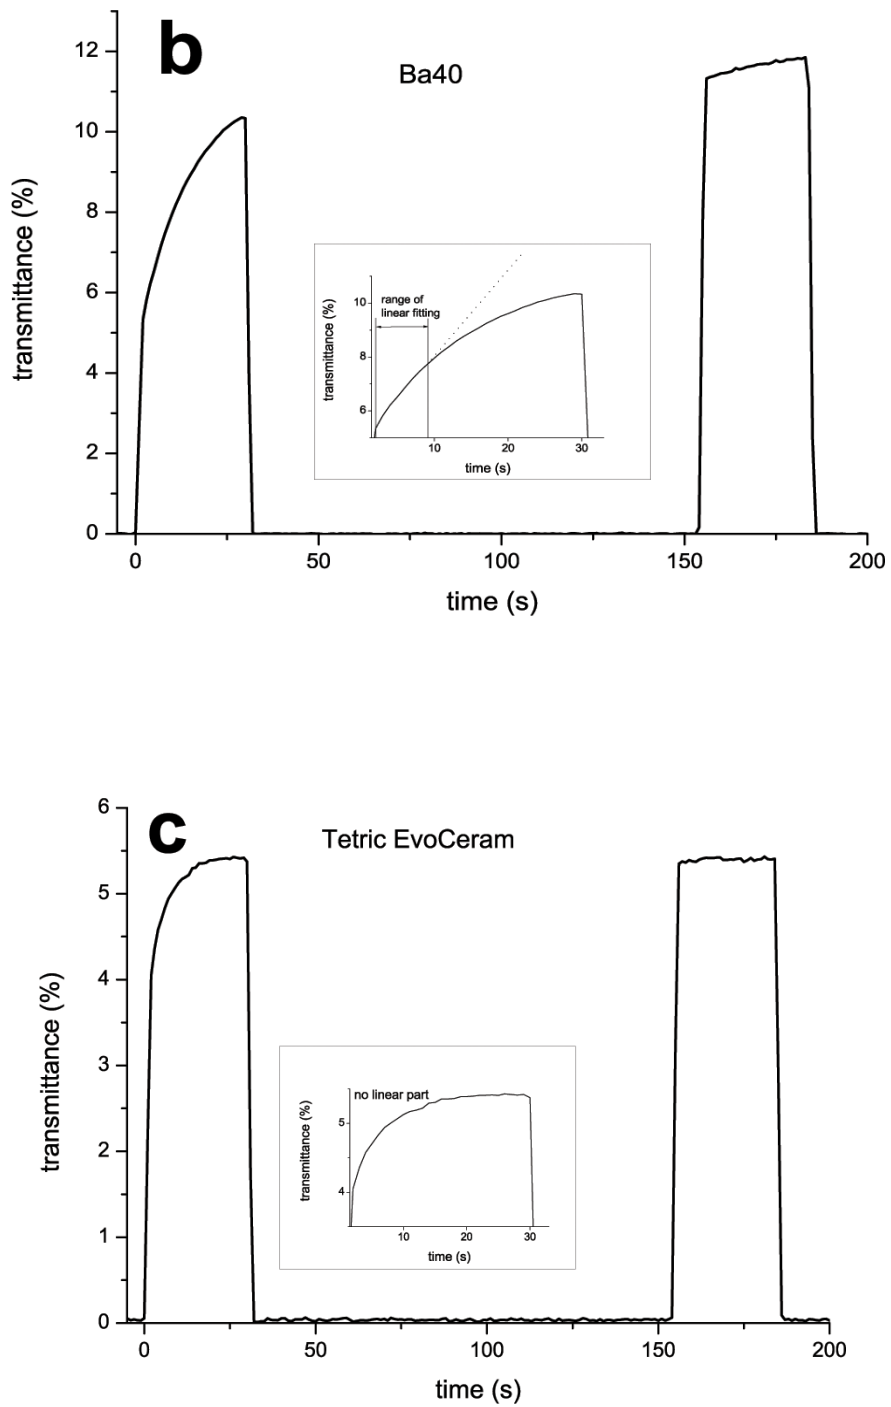 b
Ba40
transmittance (%)
12
10
8
6
4
2
0
0
50
100
150
200
time (s)
range of
linear fitting
transmittance (%)
10
8
6
10
20
30
time (s)
c
Tetric EvoCeram
transmittance (%)
6
5
4
3
2
1
0
0
50
100
150
200
time (s)
no linear part
transmittance (%)
5
4
10
20
30
time (s)